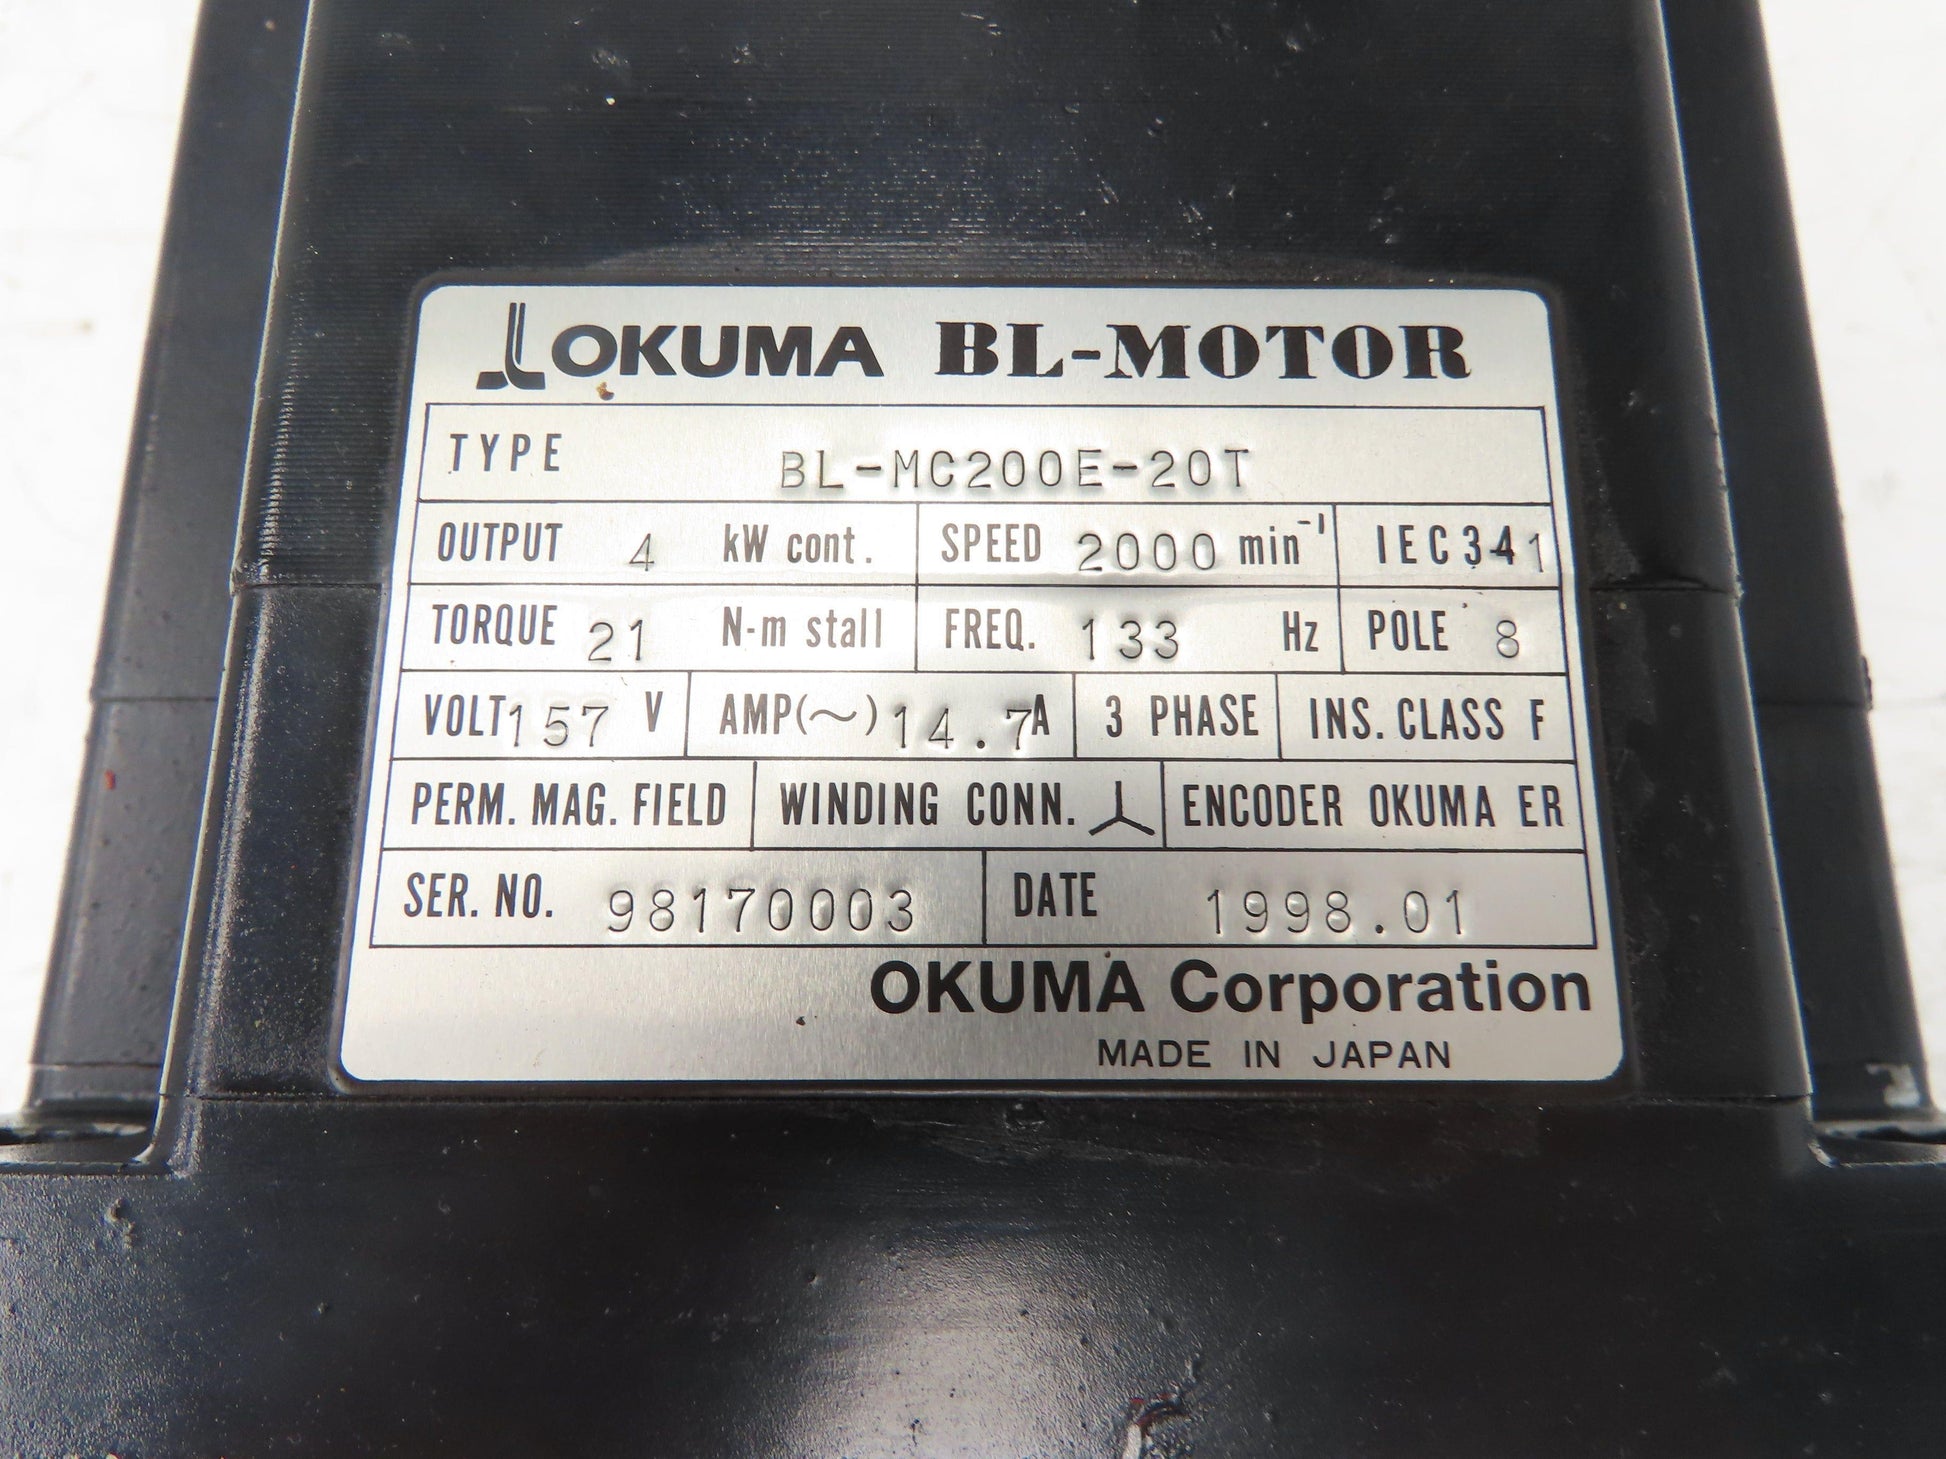 OKUMA BL-MOTOR
TYPE BL-MC200E-20T
OUTPUT 4 kW cont. SPEED 2000 min⁻¹ IEC34-1
TORQUE 21 N-m stall FREQ. 133 Hz POLE 8
VOLT 157 V AMP(~) 14.7 A 3 PHASE INS. CLASS F
PERM. MAG. FIELD WINDING CONN. ENCODER OKUMA ER
SER. NO. 98170003 DATE 1998.01
OKUMA Corporation
MADE IN JAPAN